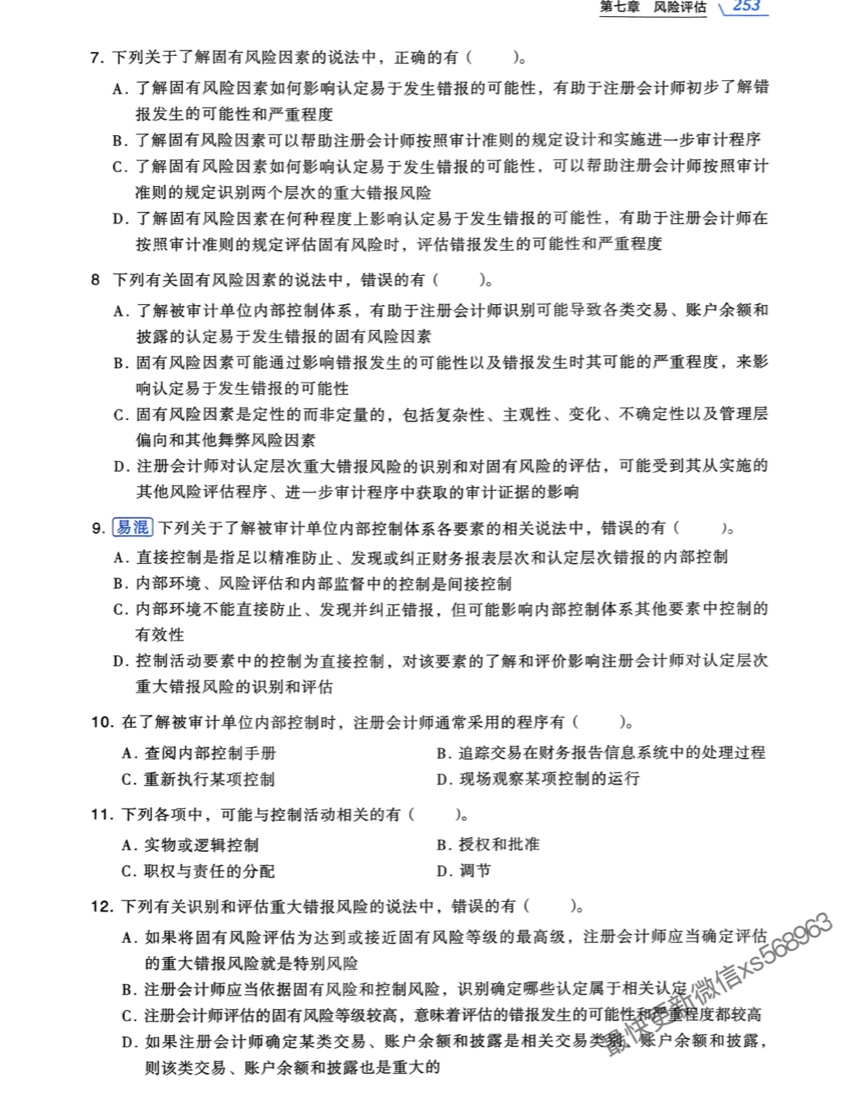 第七章 风险评估 253
7. 下列关于了解固有风险因素的说法中，正确的有（　　）。
A. 了解固有风险因素如何影响认定易于发生错报的可能性，有助于注册会计师初步了解错
报发生的可能性和严重程度
B. 了解固有风险因素可以帮助注册会计师按照审计准则的规定设计和实施进一步审计程序
C. 了解固有风险因素如何影响认定易于发生错报的可能性，可以帮助注册会计师按照审计
准则的规定识别两个层次的重大错报风险
D. 了解固有风险因素在何种程度上影响认定易于发生错报的可能性，有助于注册会计师在
按照审计准则的规定评估固有风险时，评估错报发生的可能性和严重程度
8 下列有关固有风险因素的说法中，错误的有（　　）。
A. 了解被审计单位内部控制体系，有助于注册会计师识别可能导致各类交易、账户余额和
披露的认定易于发生错报的固有风险因素
B. 固有风险因素可能通过影响错报发生的可能性以及错报发生时其可能的严重程度，来影
响认定易于发生错报的可能性
C. 固有风险因素是定性的而非定量的，包括复杂性、主观性、变化、不确定性以及管理层
偏向和其他舞弊风险因素
D. 注册会计师对认定层次重大错报风险的识别和对固有风险的评估，可能受到其从实施的
其他风险评估程序、进一步审计程序中获取的审计证据的影响
9. 易混 下列关于了解被审计单位内部控制体系各要素的相关说法中，错误的有（　　）。
A. 直接控制是指足以精准防止、发现或纠正财务报表层次和认定层次错报的内部控制
B. 内部环境、风险评估和内部监督中的控制是间接控制
C. 内部环境不能直接防止、发现并纠正错报，但可能影响内部控制体系其他要素中控制的
有效性
D. 控制活动要素中的控制为直接控制，对该要素的了解和评价影响注册会计师对认定层次
重大错报风险的识别和评估
10. 在了解被审计单位内部控制时，注册会计师通常采用的程序有（　　）。
A. 查阅内部控制手册 B. 追踪交易在财务报告信息系统中的处理过程
C. 重新执行某项控制 D. 现场观察某项控制的运行
11. 下列各项中，可能与控制活动相关的有（　　）。
A. 实物或逻辑控制 B. 授权和批准
C. 职权与责任的分配 D. 调节
12. 下列有关识别和评估重大错报风险的说法中，错误的有（　　）。
A. 如果将固有风险评估为达到或接近固有风险等级的最高级，注册会计师应当确定评估
的重大错报风险就是特别风险
B. 注册会计师应当依据固有风险和控制风险，识别确定哪些认定属于相关认定
C. 注册会计师评估的固有风险等级较高，意味着评估的错报发生的可能性和严重程度都较高
D. 如果注册会计师确定某类交易、账户余额和披露是相关交易类别、账户余额和披露，
则该类交易、账户余额和披露也是重大的
最快更新微信xs568963